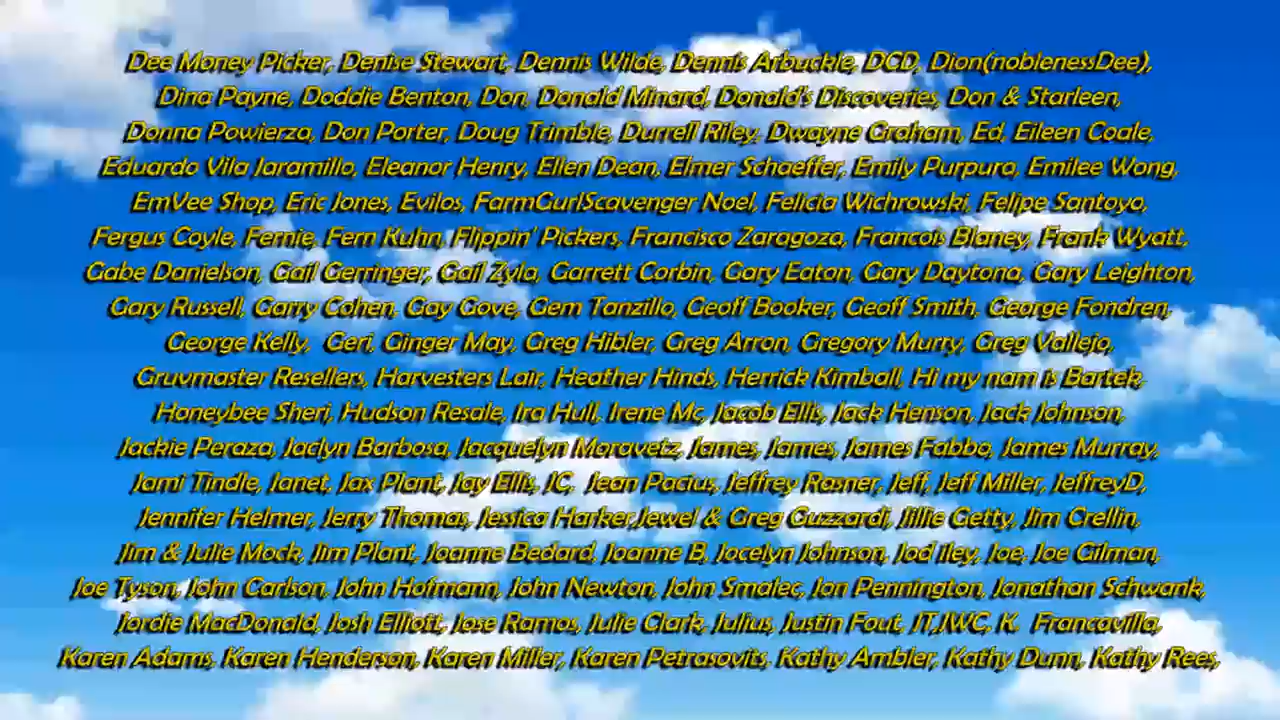 Dee Money Picker, Denise Stewart, Dennis Wilde, Dennis Arbuckle, DCD, Dion(noblenessDee),
Dina Payne, Doddie Benton, Don, Donald Minard, Donald's Discoveries, Don & Starleen,
Donna Powierza, Don Porter, Doug Trimble, Durrell Riley, Dwayne Graham, Ed, Eileen Coale,
Eduardo Vila Jaramillo, Eleanor Henry, Ellen Dean, Elmer Schaeffer, Emily Purpura, Emilee Wong,
EmVee Shop, Eric Jones, Evilos, FarmGurlScavenger Noel, Felicia Wichrowski, Felipe Santoyo,
Fergus Coyle, Fernie, Fern Kuhn, Flippin' Pickers, Francisco Zaragoza, Francois Blaney, Frank Wyatt,
Gabe Danielson, Gail Gerringer, Gail Zyla, Garrett Corbin, Gary Eaton, Gary Daytona, Gary Leighton,
Gary Russell, Garry Cohen, Gay Gove, Gem Tanzillo, Geoff Booker, Geoff Smith, George Fondren,
George Kelly,  Geri, Ginger May, Greg Hibler, Greg Arron, Gregory Murry, Greg Vallejo,
Gruvmaster Resellers, Harvesters Lair, Heather Hinds, Herrick Kimball, Hi my nam is Bartek,
Honeybee Sheri, Hudson Resale, Ira Hull, Irene Mc, Jacob Ellis, Jack Henson, Jack Johnson,
Jackie Peraza, Jaclyn Barbosa, Jacquelyn Moravetz, James, James, James Fabbo, James Murray,
Jami Tindle, Janet, Jax Plant, Jay Ellis, JC,  Jean Pacius, Jeffrey Rasner, Jeff, Jeff Miller, JeffreyD,
Jennifer Helmer, Jerry Thomas, Jessica Harker,Jewel & Greg Guzzardi, Jillie Getty, Jim Crellin,
Jim & Julie Mock, Jim Plant, Joanne Bedard, Joanne B, Jocelyn Johnson, Jod Iley, Joe, Joe Gilman,
Joe Tyson, John Carlson, John Hofmann, John Newton, John Smalec, Jon Pennington, Jonathan Schwank,
Jordie MacDonald, Josh Elliott, Jose Ramos, Julie Clark, Julius, Justin Fout, JT,JWC, K.  Francavilla,
Karen Adams, Karen Henderson, Karen Miller, Karen Petrasovits, Kathy Ambler, Kathy Dunn, Kathy Rees,